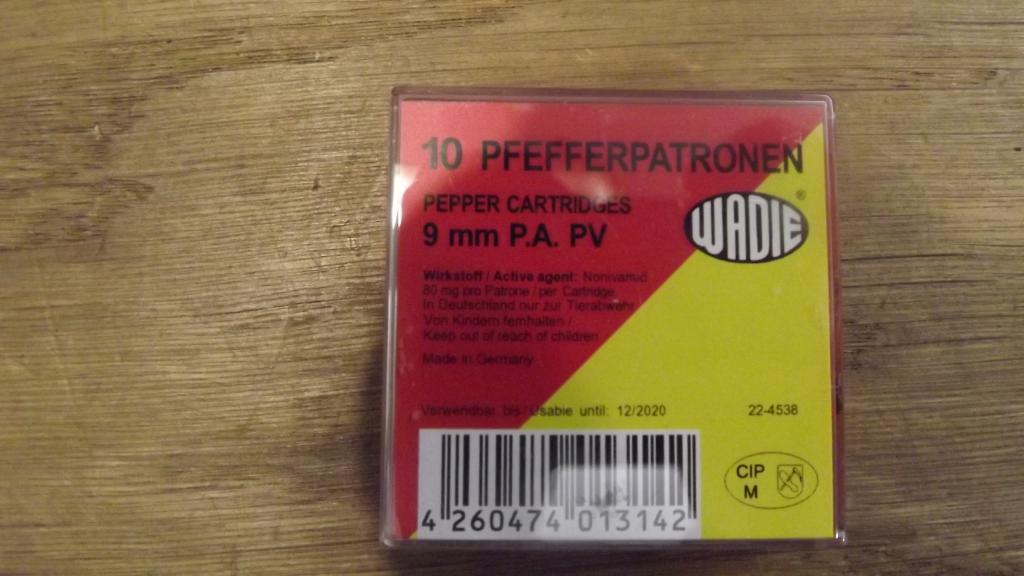 10 PFEFFERPATRONEN
PEPPER CARTRIDGES
9 mm P.A. PV
WADIE®
Wirkstoff / Active agent: Nonivamid
80 mg pro Patrone / per Cartridge
In Deutschland nur zur Tierabwehr
Von Kindern fernhalten /
Keep out of reach of children
Made in Germany
Verwendbar bis / Usable until: 12/2020
22-4538
CIP
M
4 260474 013142